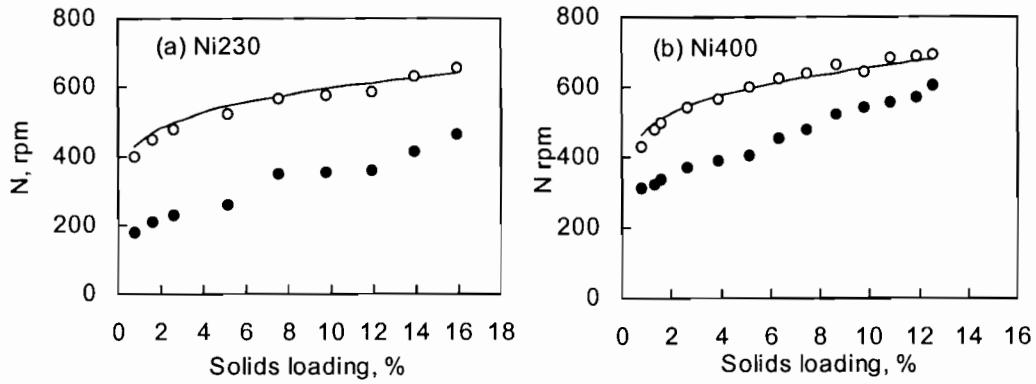 (a) Ni230
N, rpm
800
600
400
200
0
0 2 4 6 8 10 12 14 16 18
Solids loading, %
(b) Ni400
N rpm
800
600
400
200
0
0 2 4 6 8 10 12 14 16
Solids loading, %